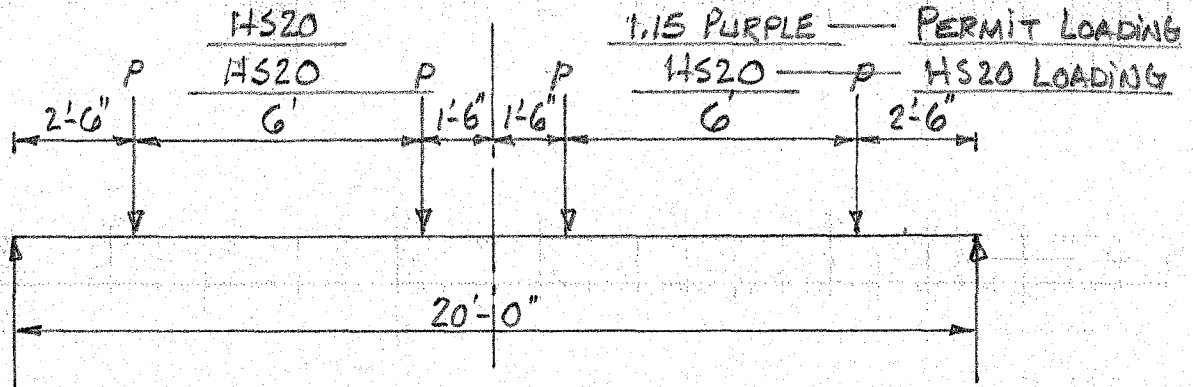 HS20 1.15 PURPLE — PERMIT LOADING
HS20 HS20 — HS20 LOADING
P P P P
2'-6" 6' 1'-6" 1'-6" 6' 2'-6"
20'-0"